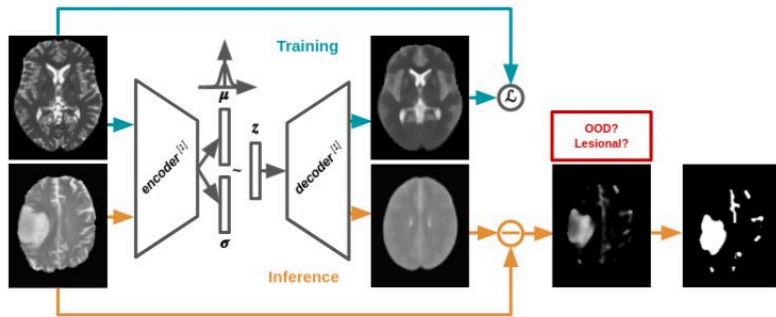 Training
μ
z
ℒ
encoder[1]
~
decoder[1]
σ
Inference
OOD?
Lesional?